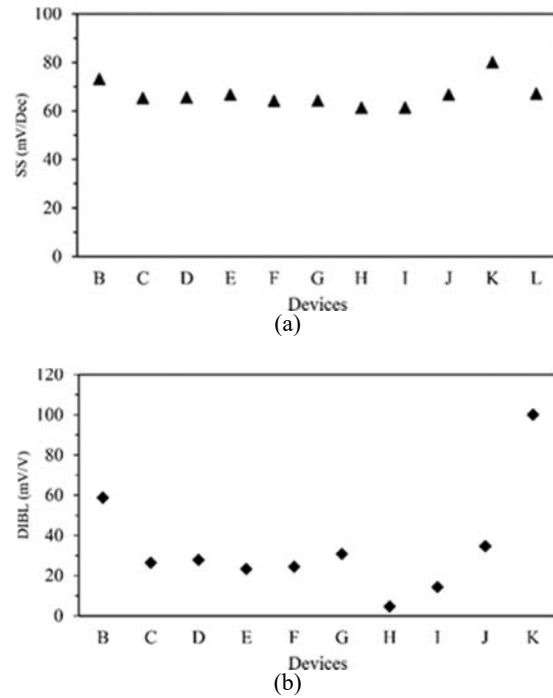 100
80
60
40
20
0
SS (mV/Dec)
B C D E F G H I J K L
Devices
(a)
120
100
80
60
40
20
0
DIBL (mV/V)
B C D E F G H I J K
Devices
(b)